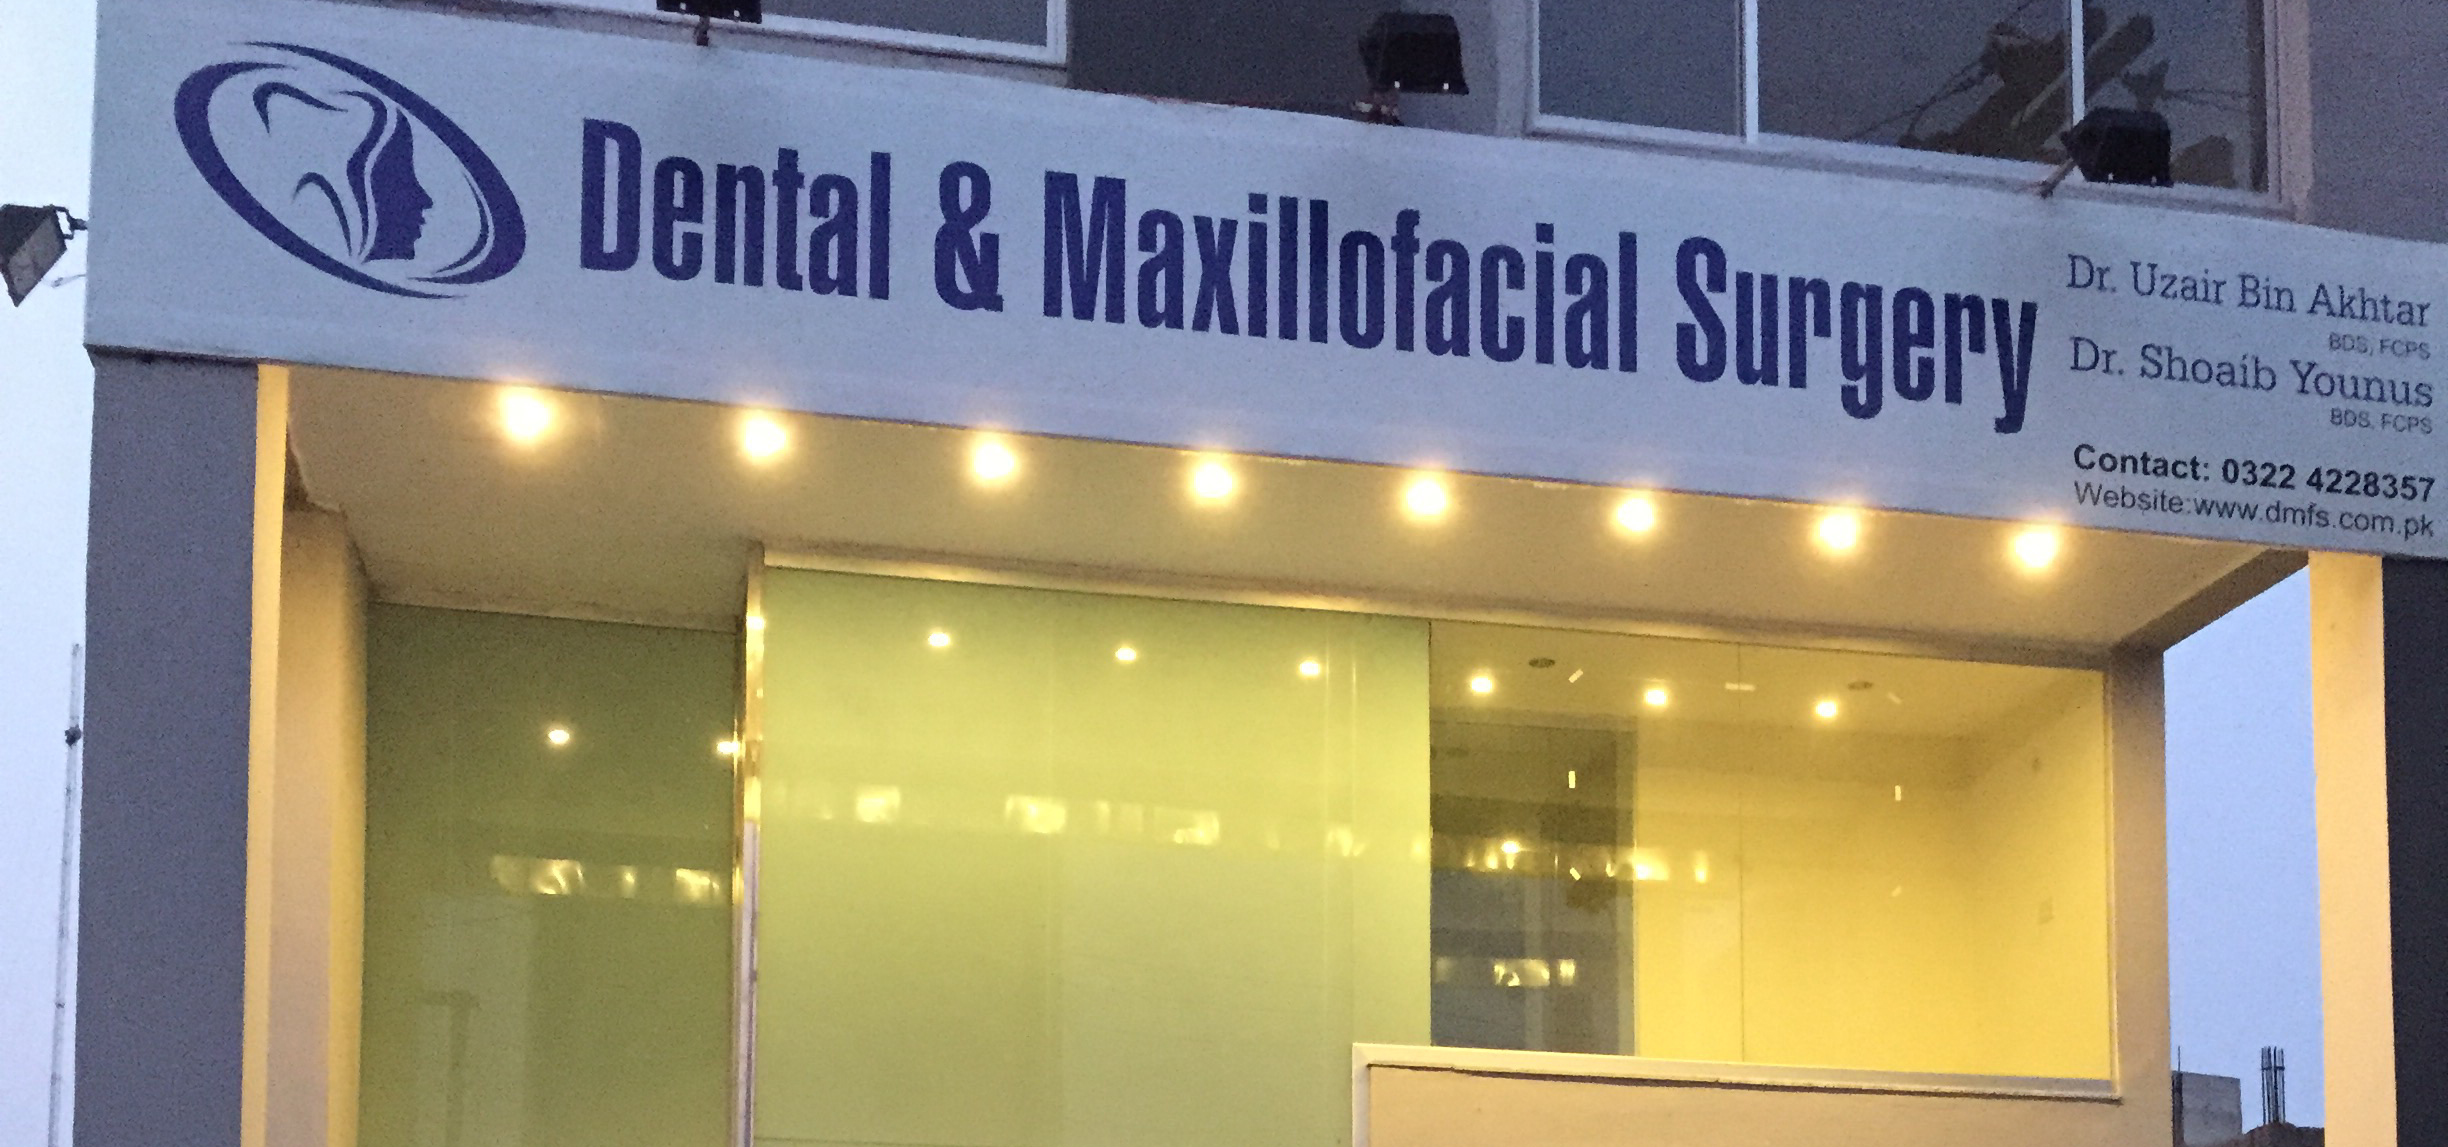 Dental & Maxillofacial Surgery
Dr. Uzair Bin Akhtar
BDS, FCPS
Dr. Shoaib Younus
BDS, FCPS
Contact: 0322 4228357
Website:www.dmfs.com.pk